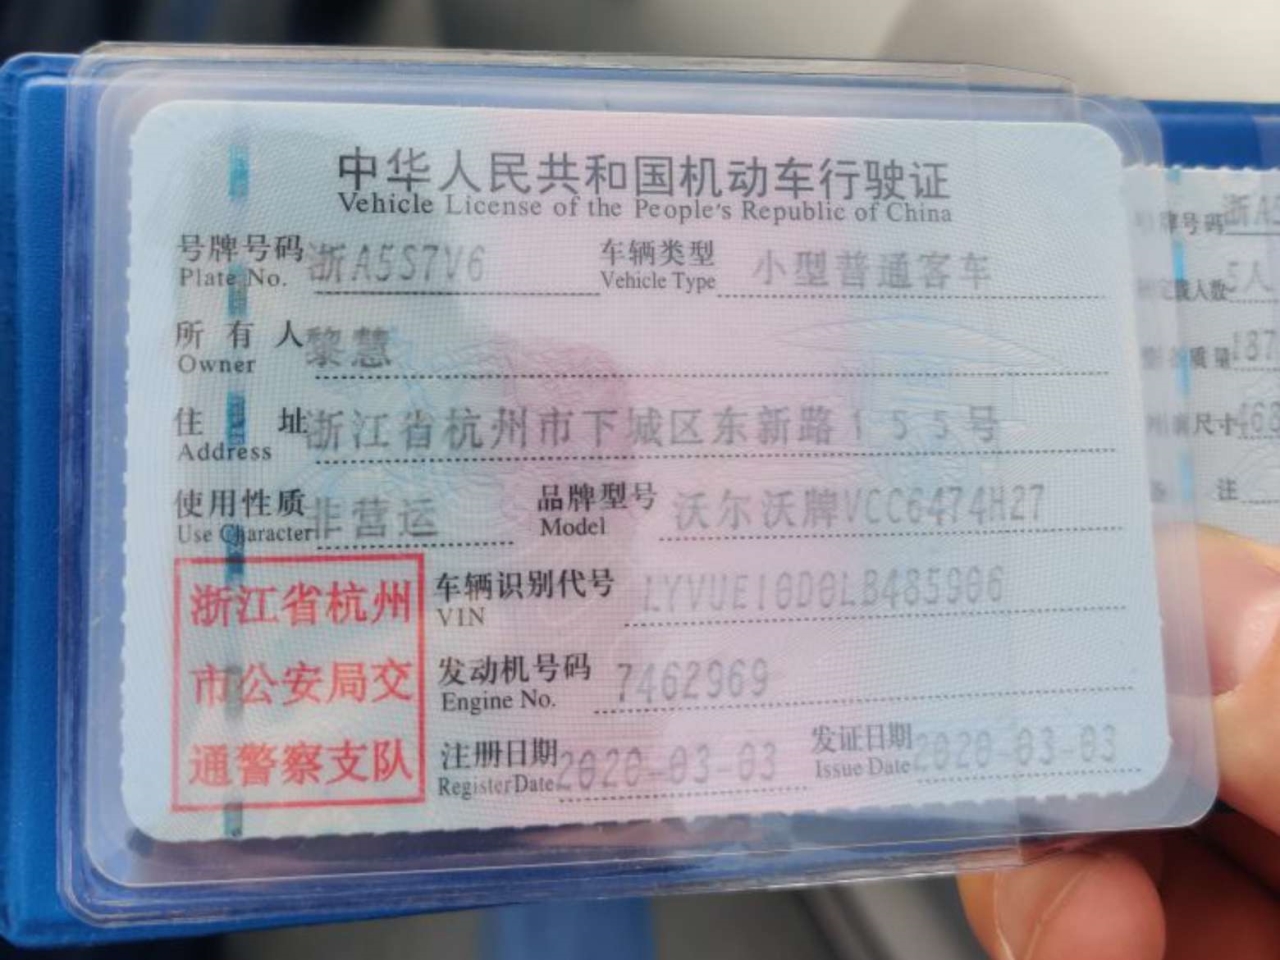 中华人民共和国机动车行驶证
Vehicle License of the People's Republic of China
号牌号码 浙A5S7V6 车辆类型 小型普通客车
Plate No. Vehicle Type
所有人 黎慧
Owner
住址 浙江省杭州市下城区东新路155号
Address
使用性质 非营运 品牌型号 沃尔沃牌VCC6474H27
Use Character Model
浙江省杭州
市公安局交
通警察支队
车辆识别代号 LYVUE10D0LB485906
VIN
发动机号码 7462969
Engine No.
注册日期 2020-03-03 发证日期 2020-03-03
Register Date Issue Date
牌号码 浙A5
载人数 5人
质量 187
尺寸 468
注